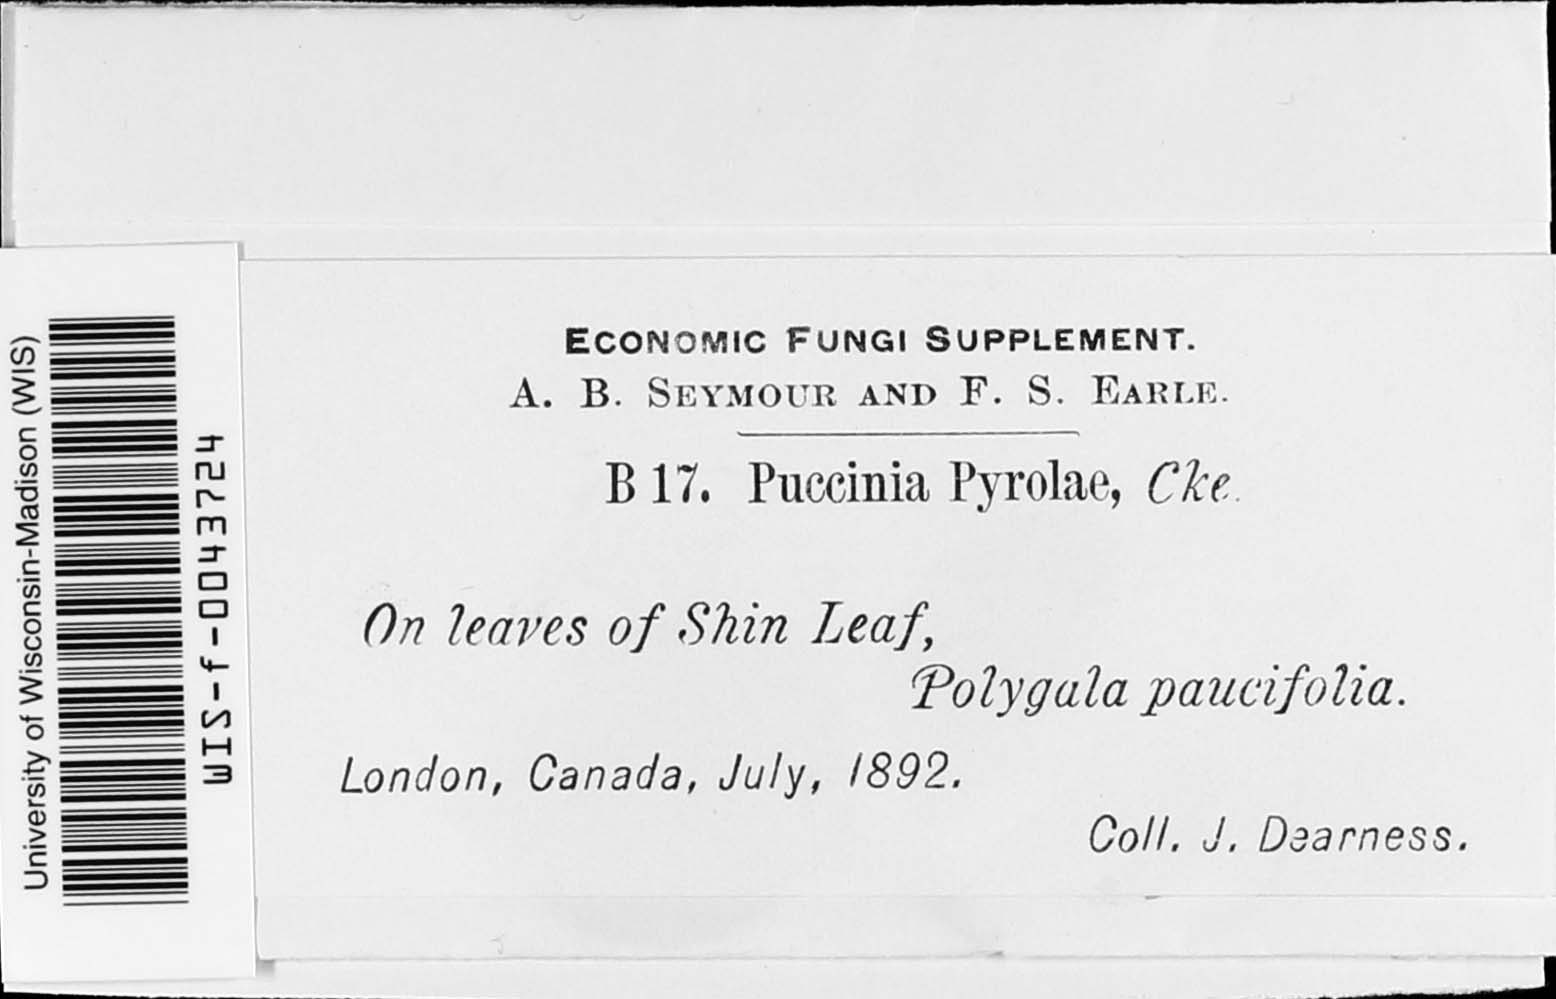 ECONOMIC FUNGI SUPPLEMENT.
A. B. SEYMOUR AND F. S. EARLE.
B 17. Puccinia Pyrolae, Cke.
On leaves of Shin Leaf,
Polygala paucifolia.
London, Canada, July, 1892.
Coll. J. Dearness.
University of Wisconsin-Madison (WIS)
WIS-f-0043724